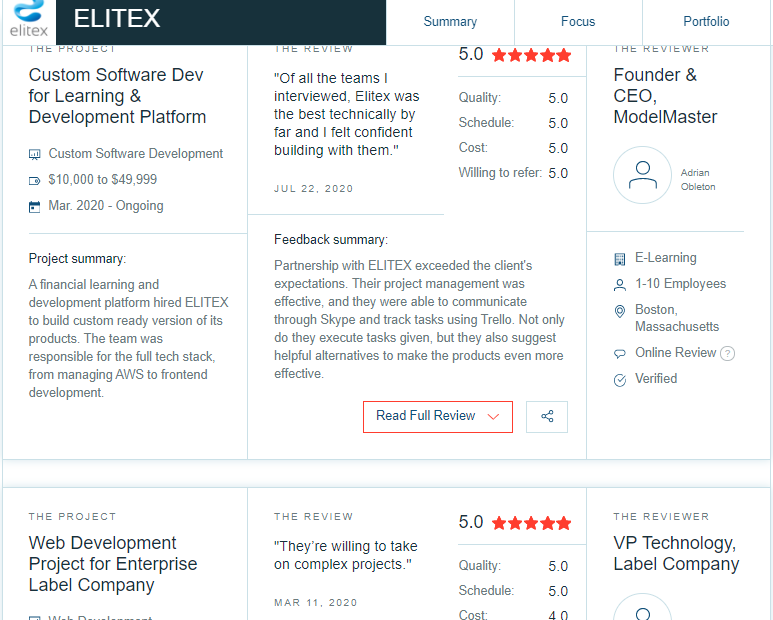 elitex
ELITEX
Summary
Focus
Portfolio
THE PROJECT
Custom Software Dev
for Learning &
Development Platform
Custom Software Development
$10,000 to $49,999
Mar. 2020 - Ongoing
Project summary:
A financial learning and
development platform hired ELITEX
to build custom ready version of its
products. The team was
responsible for the full tech stack,
from managing AWS to frontend
development.
THE REVIEW
"Of all the teams I
interviewed, Elitex was
the best technically by
far and I felt confident
building with them."
JUL 22, 2020
5.0
Quality: 5.0
Schedule: 5.0
Cost: 5.0
Willing to refer: 5.0
Feedback summary:
Partnership with ELITEX exceeded the client's
expectations. Their project management was
effective, and they were able to communicate
through Skype and track tasks using Trello. Not only
do they execute tasks given, but they also suggest
helpful alternatives to make the products even more
effective.
Read Full Review
THE REVIEWER
Founder &
CEO,
ModelMaster
Adrian
Obleton
E-Learning
1-10 Employees
Boston,
Massachusetts
Online Review ?
Verified
THE PROJECT
Web Development
Project for Enterprise
Label Company
Web Development
THE REVIEW
"They’re willing to take
on complex projects."
MAR 11, 2020
5.0
Quality: 5.0
Schedule: 5.0
Cost: 4.0
THE REVIEWER
VP Technology,
Label Company